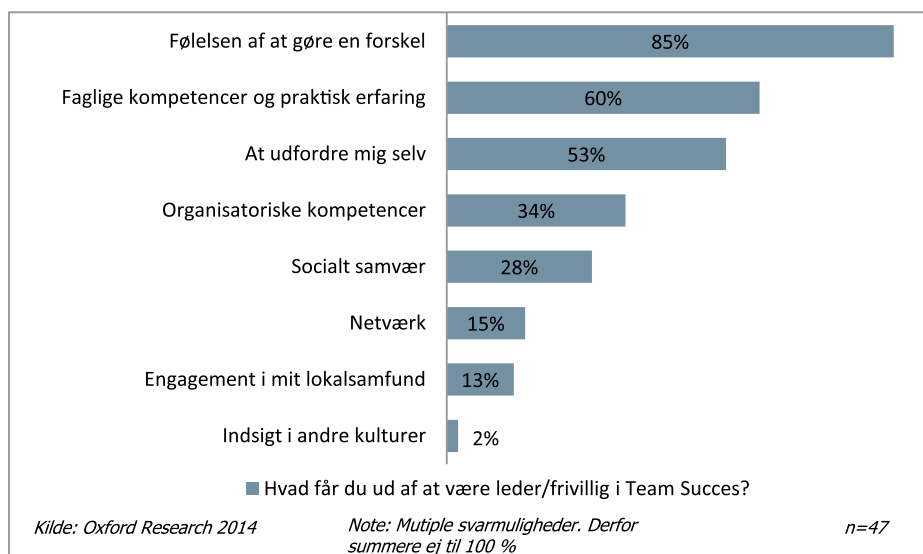 Følelsen af at gøre en forskel 85%
Faglige kompetencer og praktisk erfaring 60%
At udfordre mig selv 53%
Organisatoriske kompetencer 34%
Socialt samvær 28%
Netværk 15%
Engagement i mit lokalsamfund 13%
Indsigt i andre kulturer 2%
Hvad får du ud af at være leder/frivillig i Team Succes?
Kilde: Oxford Research 2014 Note: Mutiple svarmuligheder. Derfor n=47
summere ej til 100 %